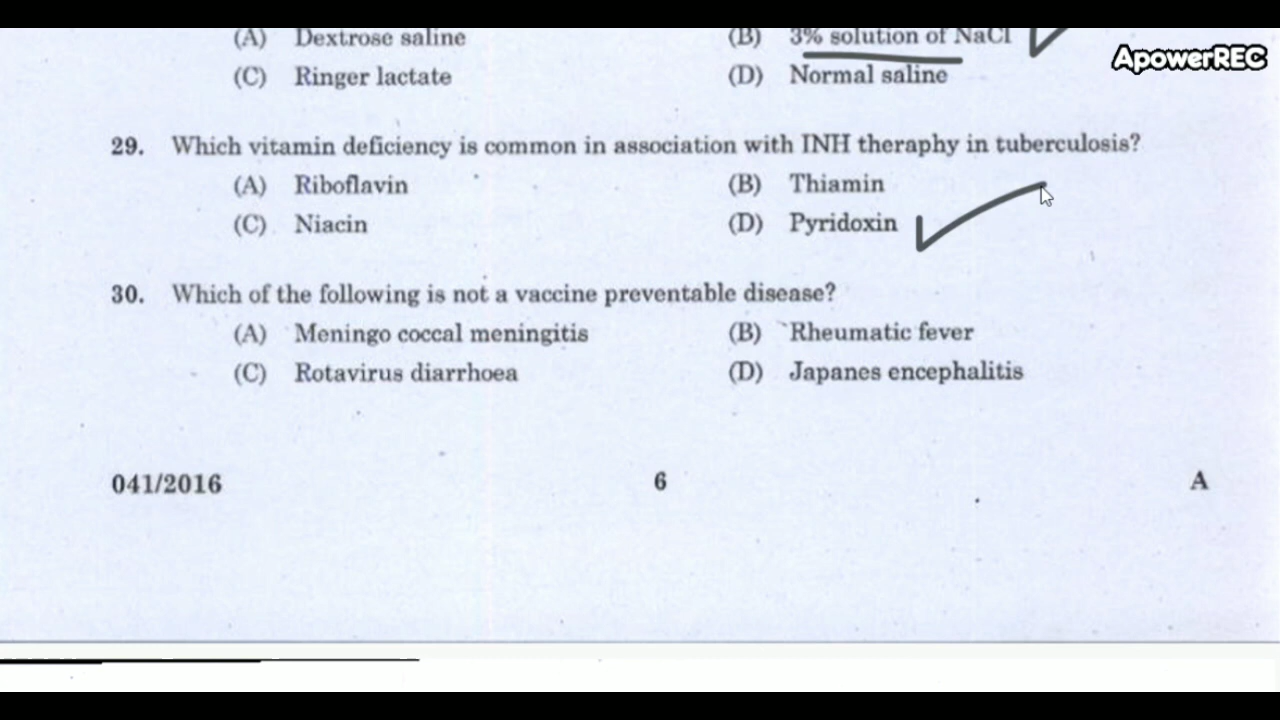 (A) Dextrose saline (B) 3% solution of NaCl
ApowerREC
(C) Ringer lactate (D) Normal saline
29. Which vitamin deficiency is common in association with INH theraphy in tuberculosis?
(A) Riboflavin (B) Thiamin
(C) Niacin (D) Pyridoxin
30. Which of the following is not a vaccine preventable disease?
(A) Meningo coccal meningitis (B) Rheumatic fever
(C) Rotavirus diarrhoea (D) Japanes encephalitis
041/2016 6 A